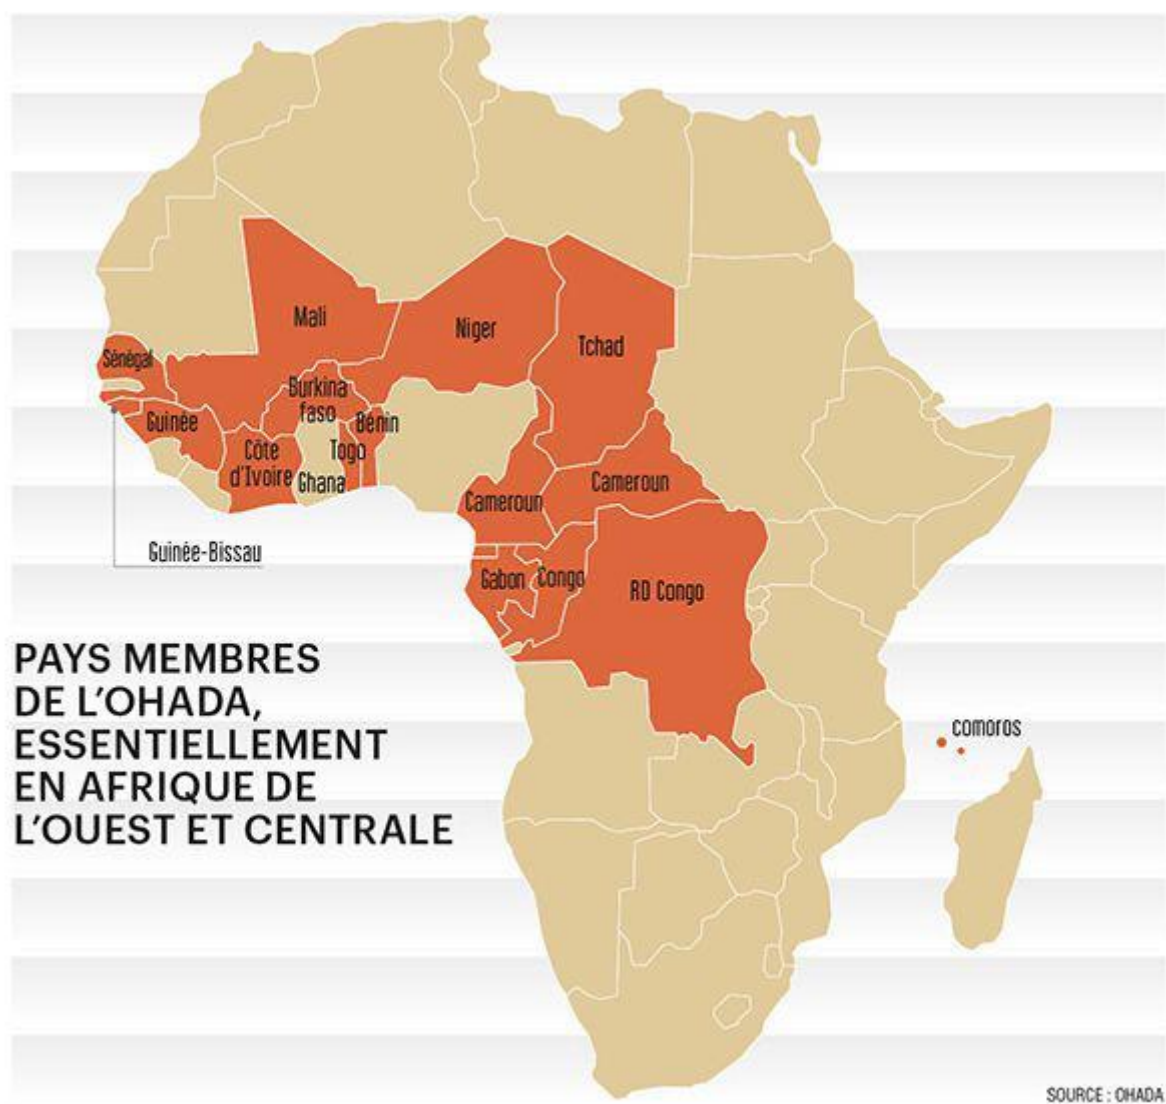 Mali
Niger
Tchad
Sénégal
Burkina
faso
Bénin
Guinée
Côte
d'Ivoire
Togo
Ghana
Cameroun
Cameroun
Guinée-Bissau
Gabon
Congo
RD Congo
PAYS MEMBRES
DE L'OHADA,
ESSENTIELLEMENT
EN AFRIQUE DE
L'OUEST ET CENTRALE
comoros
SOURCE : OHADA